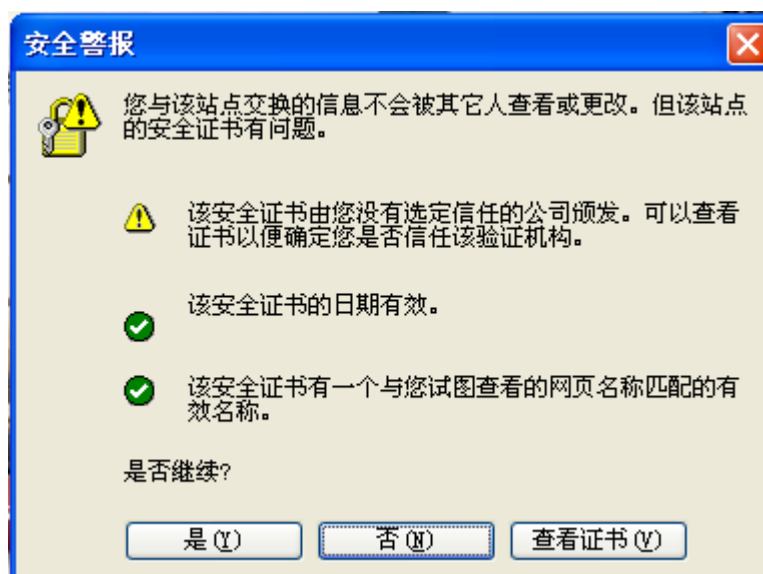 安全警报
您与该站点交换的信息不会被其它人查看或更改。但该站点
的安全证书有问题。
该安全证书由您没有选定信任的公司颁发。可以查看
证书以便确定您是否信任该验证机构。
该安全证书的日期有效。
该安全证书有一个与您试图查看的网页名称匹配的有
效名称。
是否继续?
是(Y)
否(N)
查看证书(V)